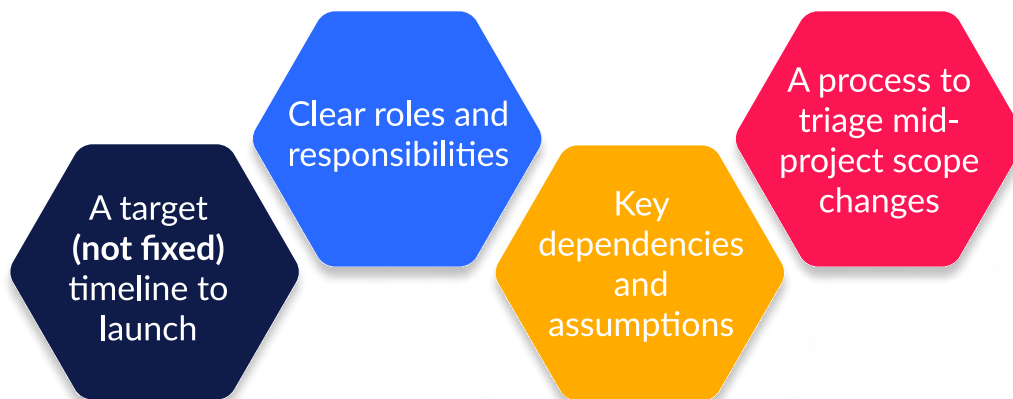 A target
(not fixed)
timeline to
launch
Clear roles and
responsibilities
Key
dependencies
and
assumptions
A process to
triage mid-
project scope
changes